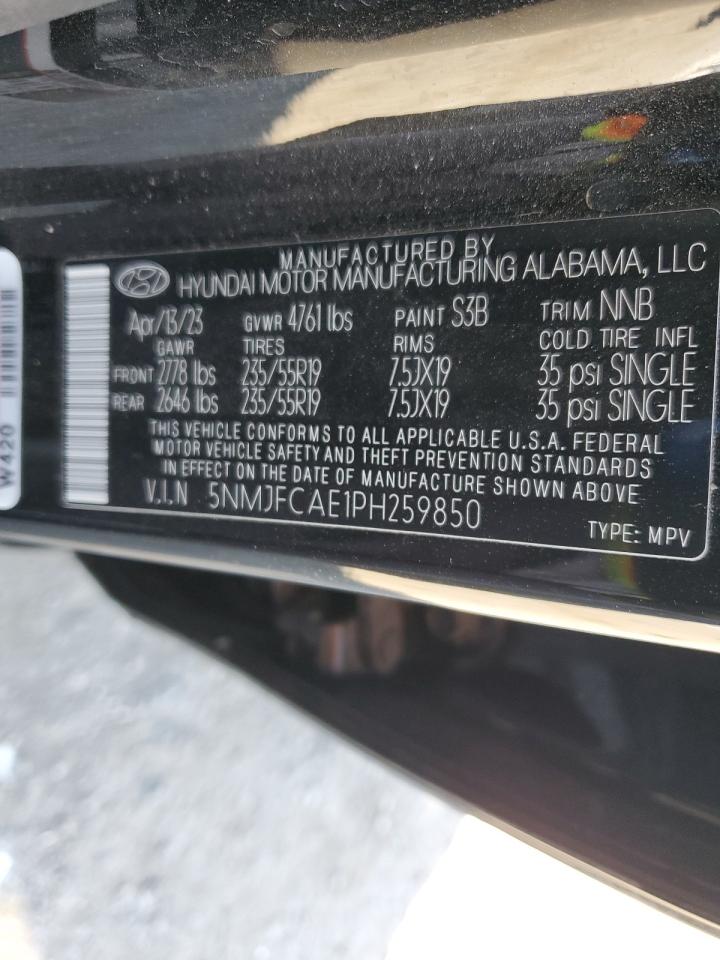 MANUFACTURED BY
HYUNDAI MOTOR MANUFACTURING ALABAMA, LLC
Apr/13/23 GVWR 4761 lbs PAINT S3B TRIM NNB
GAWR TIRES RIMS COLD TIRE INFL
FRONT 2778 lbs 235/55R19 7.5JX19 35 psi SINGLE
REAR 2646 lbs 235/55R19 7.5JX19 35 psi SINGLE
THIS VEHICLE CONFORMS TO ALL APPLICABLE U.S.A. FEDERAL
MOTOR VEHICLE SAFETY AND THEFT PREVENTION STANDARDS
IN EFFECT ON THE DATE OF MANUFACTURE SHOWN ABOVE
V.I.N 5NMJFCAE1PH259850
TYPE: MPV
W420